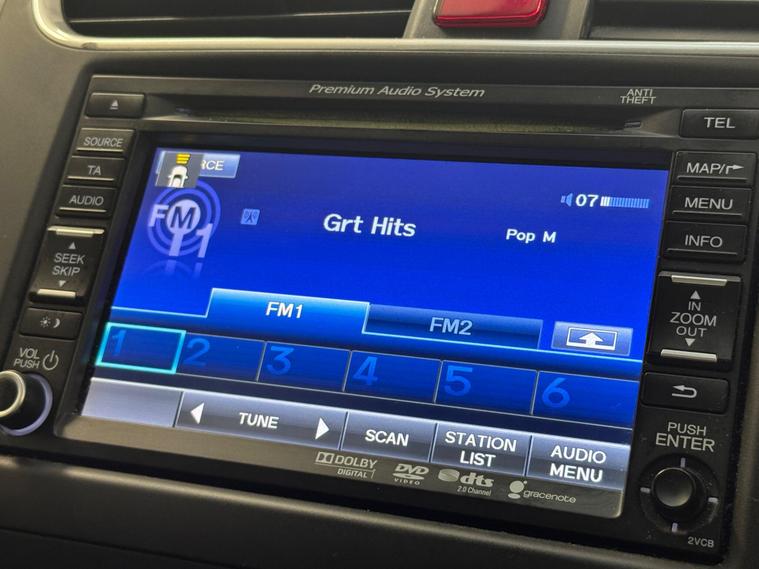 Premium Audio System
ANTI
THEFT
SOURCE
TA
AUDIO
SEEK
SKIP
VOL
PUSH
TEL
MAP/
MENU
INFO
IN
ZOOM
OUT
PUSH
ENTER
2VCB
RCE
FM1
07
Grt Hits
Pop M
FM1
FM2
1 2 3 4 5 6
TUNE
SCAN
STATION
LIST
AUDIO
MENU
DOLBY
DIGITAL
DVD
VIDEO
dts
2.0 Channel
gracenote